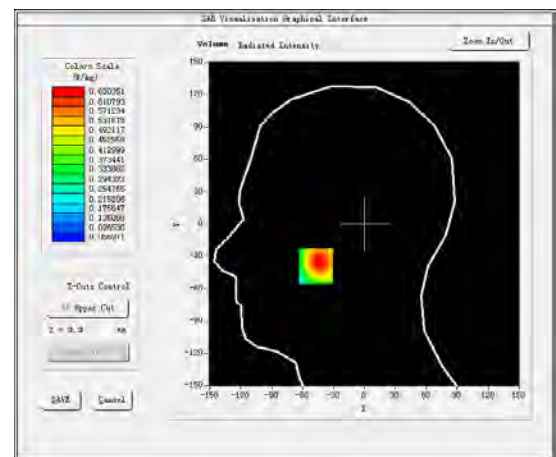 SAR Visualisation Graphical Interface
Volume Radiated Intensity
Zoom In/Out
Colors Scale
(W/kg)
0.650351
0.610793
0.571234
0.531675
0.492117
0.452558
0.412999
0.373441
0.333882
0.294323
0.254765
0.215206
0.175647
150
120
90
60
30
0
-30
-60
-90
-120
-150
Y
-150 -120 -90 -60 -30 0 30 60 90 120 150
X
Z-Cuts Control
Upper Cut
Z = 0.0 mm
SAVE
Cancel